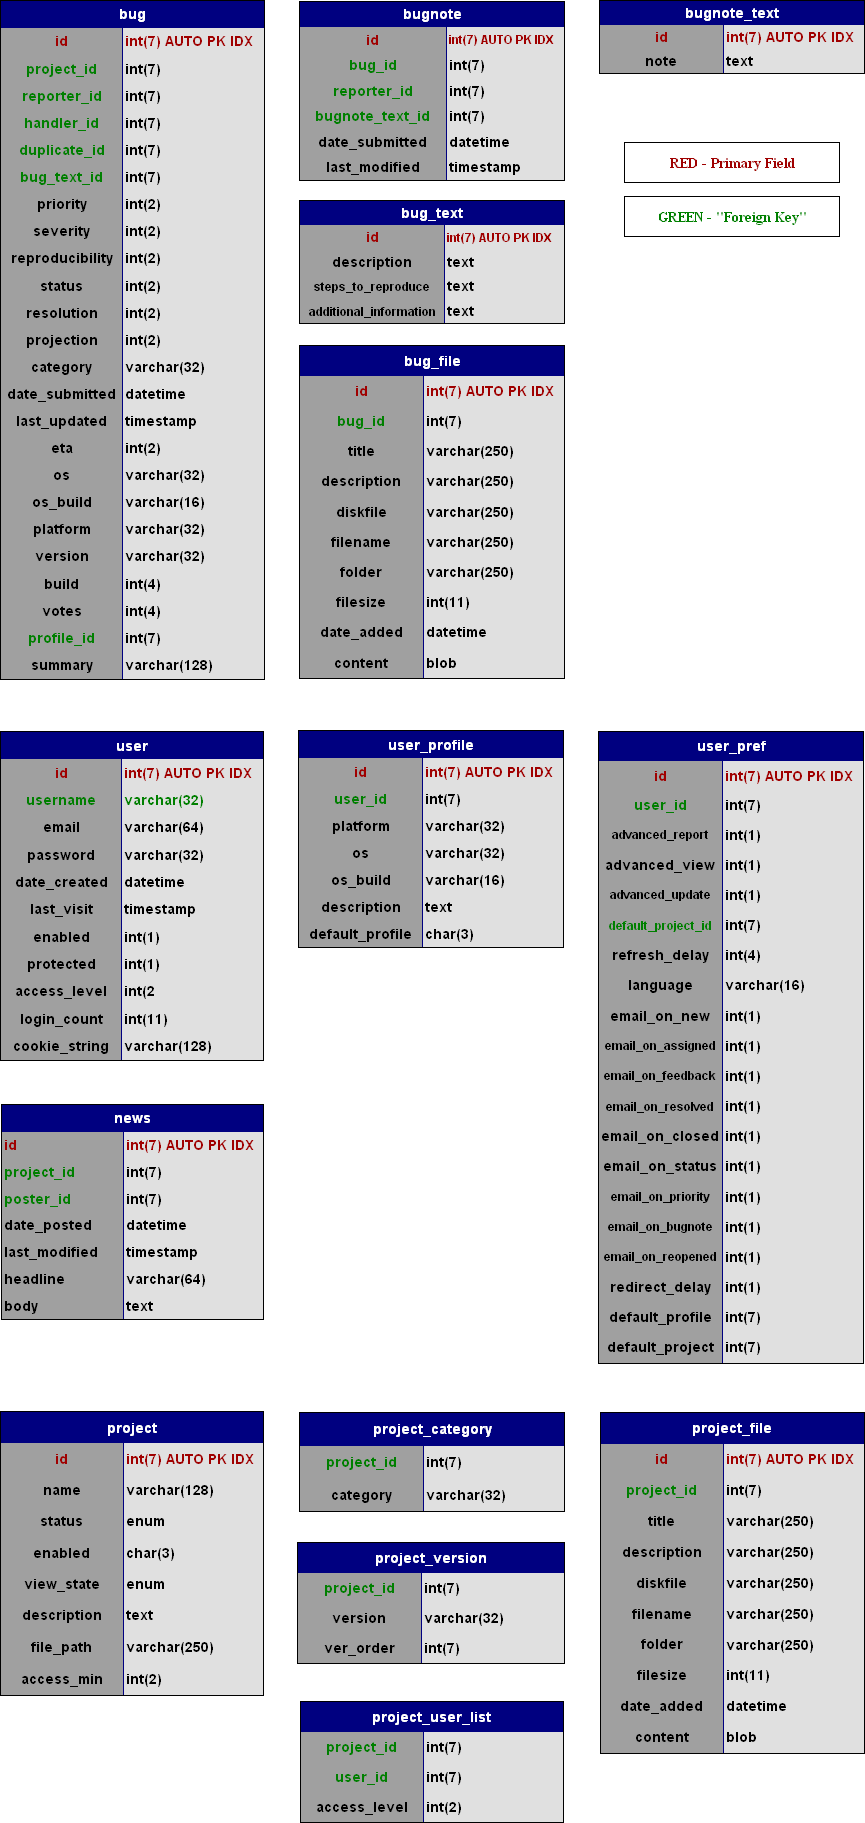 bug
id int(7) AUTO PK IDX
project_id int(7)
reporter_id int(7)
handler_id int(7)
duplicate_id int(7)
bug_text_id int(7)
priority int(2)
severity int(2)
reproducibility int(2)
status int(2)
resolution int(2)
projection int(2)
category varchar(32)
date_submitted datetime
last_updated timestamp
eta int(2)
os varchar(32)
os_build varchar(16)
platform varchar(32)
version varchar(32)
build int(4)
votes int(4)
profile_id int(7)
summary varchar(128)
bugnote
id int(7) AUTO PK IDX
bug_id int(7)
reporter_id int(7)
bugnote_text_id int(7)
date_submitted datetime
last_modified timestamp
bug_text
id int(7) AUTO PK IDX
description text
steps_to_reproduce text
additional_information text
bug_file
id int(7) AUTO PK IDX
bug_id int(7)
title varchar(250)
description varchar(250)
diskfile varchar(250)
filename varchar(250)
folder varchar(250)
filesize int(11)
date_added datetime
content blob
bugnote_text
id int(7) AUTO PK IDX
note text
RED - Primary Field
GREEN - "Foreign Key"
user
id int(7) AUTO PK IDX
username varchar(32)
email varchar(64)
password varchar(32)
date_created datetime
last_visit timestamp
enabled int(1)
protected int(1)
access_level int(2
login_count int(11)
cookie_string varchar(128)
user_profile
id int(7) AUTO PK IDX
user_id int(7)
platform varchar(32)
os varchar(32)
os_build varchar(16)
description text
default_profile char(3)
user_pref
id int(7) AUTO PK IDX
user_id int(7)
advanced_report int(1)
advanced_view int(1)
advanced_update int(1)
default_project_id int(7)
refresh_delay int(4)
language varchar(16)
email_on_new int(1)
email_on_assigned int(1)
email_on_feedback int(1)
email_on_resolved int(1)
email_on_closed int(1)
email_on_status int(1)
email_on_priority int(1)
email_on_bugnote int(1)
email_on_reopened int(1)
redirect_delay int(1)
default_profile int(7)
default_project int(7)
news
id int(7) AUTO PK IDX
project_id int(7)
poster_id int(7)
date_posted datetime
last_modified timestamp
headline varchar(64)
body text
project
id int(7) AUTO PK IDX
name varchar(128)
status enum
enabled char(3)
view_state enum
description text
file_path varchar(250)
access_min int(2)
project_category
project_id int(7)
category varchar(32)
project_version
project_id int(7)
version varchar(32)
ver_order int(7)
project_user_list
project_id int(7)
user_id int(7)
access_level int(2)
project_file
id int(7) AUTO PK IDX
project_id int(7)
title varchar(250)
description varchar(250)
diskfile varchar(250)
filename varchar(250)
folder varchar(250)
filesize int(11)
date_added datetime
content blob